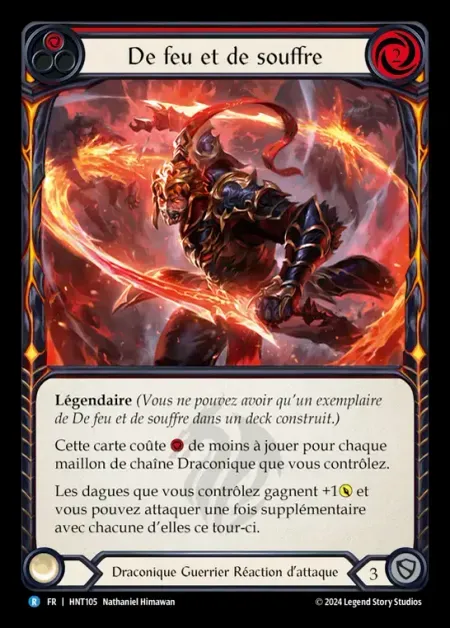 De feu et de souffre
2
Légendaire (Vous ne pouvez avoir qu'un exemplaire
de De feu et de souffre dans un deck construit.)
Cette carte coûte de moins à jouer pour chaque
maillon de chaîne Draconique que vous contrôlez.
Les dagues que vous contrôlez gagnent +1 et
vous pouvez attaquer une fois supplémentaire
avec chacune d'elles ce tour-ci.
Draconique Guerrier Réaction d'attaque 3
R FR | HNT105 Nathaniel Himawan © 2024 Legend Story Studios